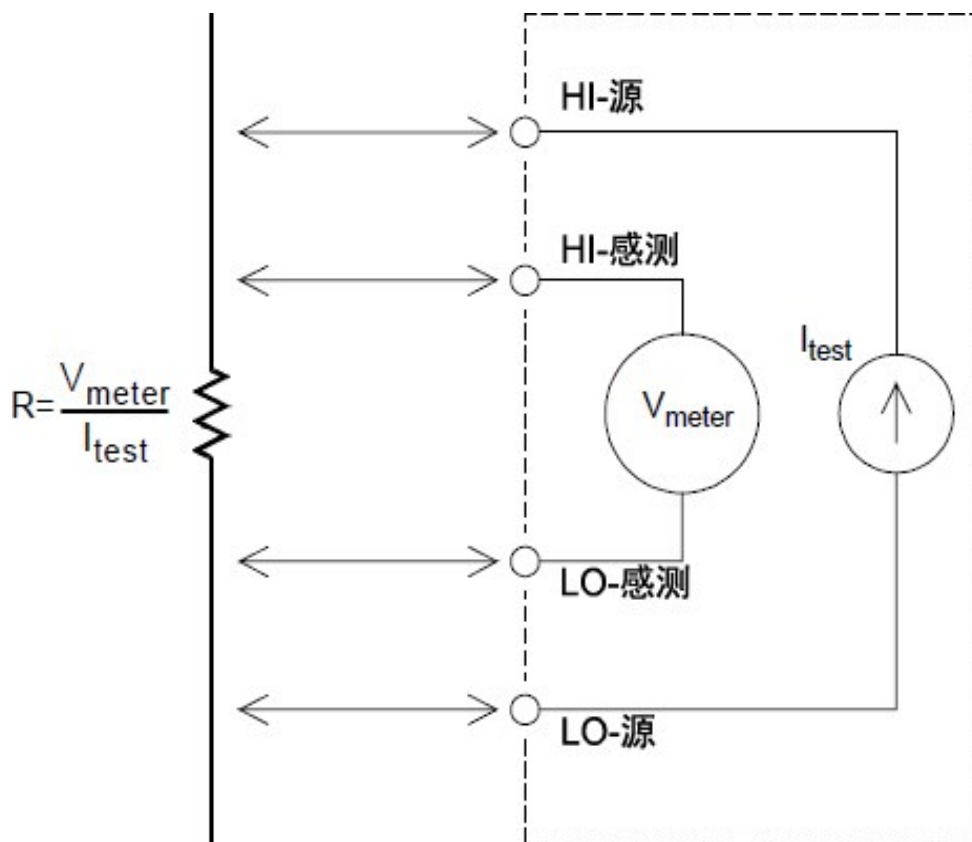 HI-源
HI-感测
I_test
V_meter
R=V_meter/I_test
LO-感测
LO-源